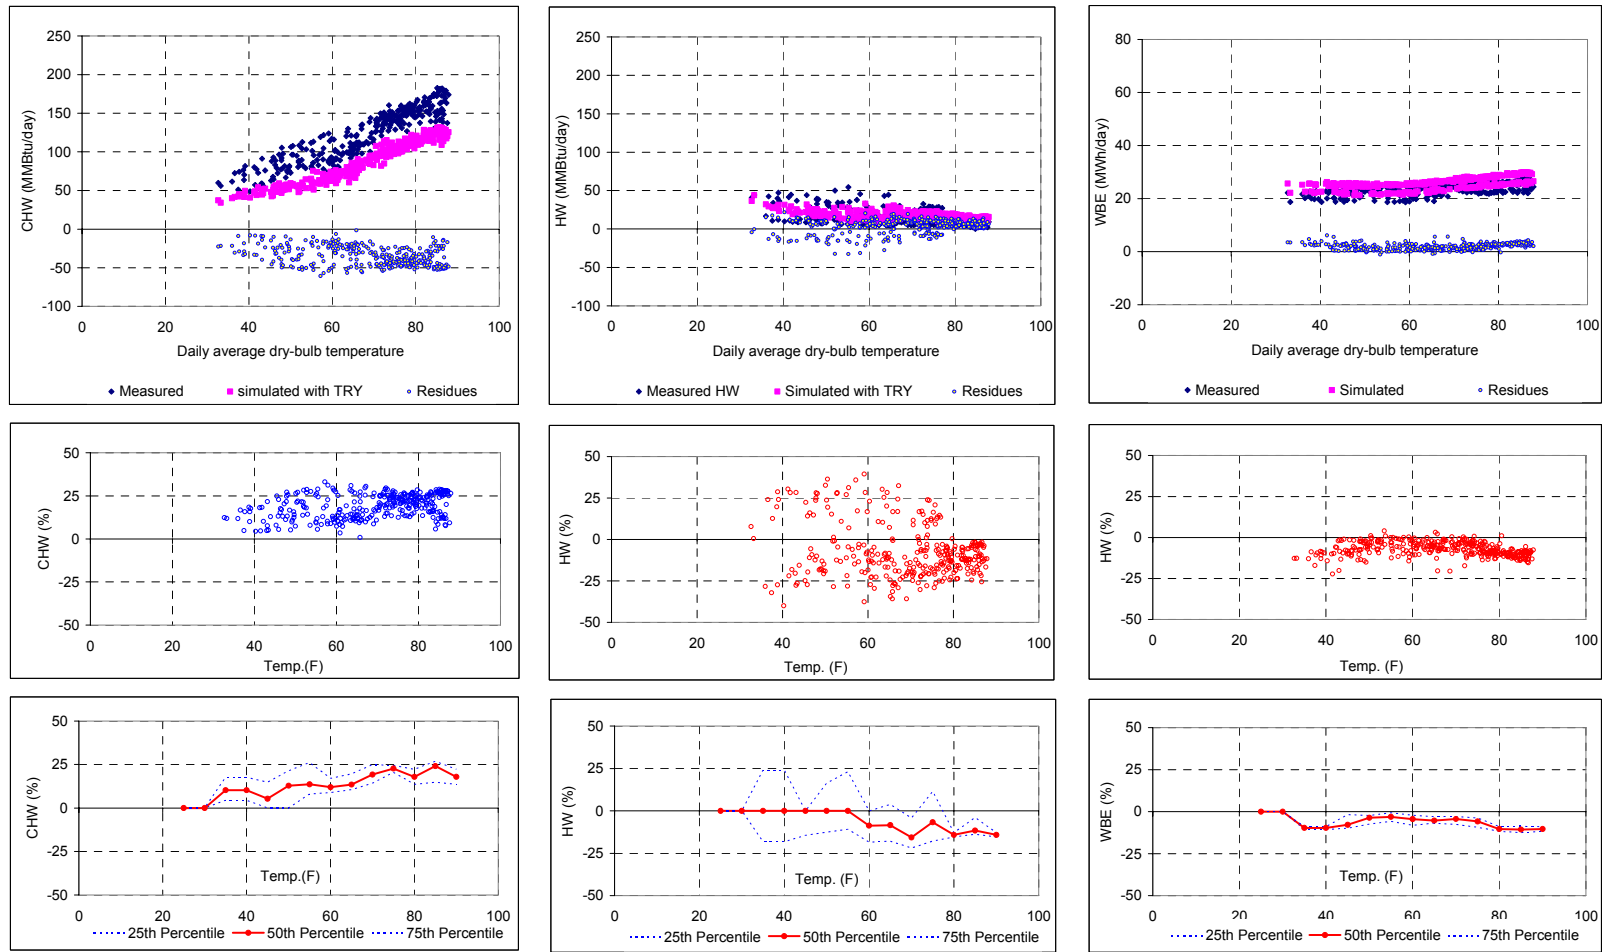 250
200
150
100
50
0
-50
-100
CHW (MMBtu/day)
0 20 40 60 80 100
Daily average dry-bulb temperature
Measured simulated with TRY Residues
250
200
150
100
50
0
-50
-100
HW (MMBtu/day)
0 20 40 60 80 100
Daily average dry-bulb temperature
Measured HW Simulated with TRY Residues
80
60
40
20
0
-20
WBE (MWh/day)
0 20 40 60 80 100
Daily average dry-bulb temperature
Measured Simulated Residues
50
25
0
-25
-50
CHW (%)
0 20 40 60 80 100
Temp.(F)
50
25
0
-25
-50
HW (%)
0 20 40 60 80 100
Temp. (F)
50
25
0
-25
-50
HW (%)
0 20 40 60 80 100
Temp. (F)
50
25
0
-25
-50
CHW (%)
Temp.(F)
0 20 40 60 80 100
25th Percentile 50th Percentile 75th Percentile
50
25
0
-25
-50
HW (%)
Temp. (F)
0 20 40 60 80 100
25th Percentile 50th Percentile 75th Percentile
50
25
0
-25
-50
WBE (%)
Temp. (F)
0 20 40 60 80 100
25th Percentile 50th Percentile 75th Percentile